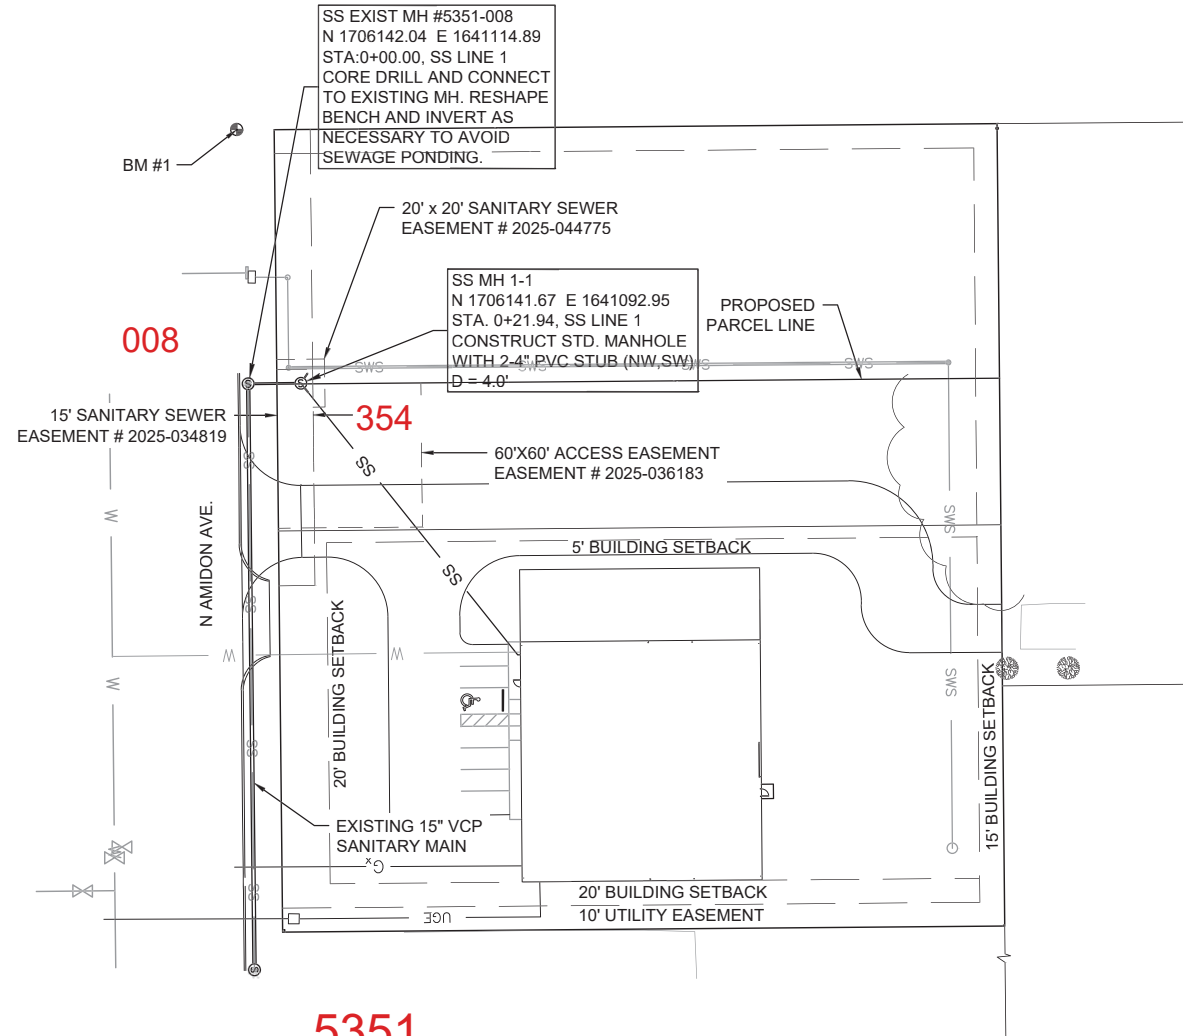 SS EXIST MH #5351-008
N 1706142.04 E 1641114.89
STA:0+00.00, SS LINE 1
CORE DRILL AND CONNECT
TO EXISTING MH. RESHAPE
BENCH AND INVERT AS
NECESSARY TO AVOID
SEWAGE PONDING.
BM #1
20' x 20' SANITARY SEWER
EASEMENT # 2025-044775
SS MH 1-1
N 1706141.67 E 1641092.95
STA. 0+21.94, SS LINE 1
CONSTRUCT STD. MANHOLE
WITH 2-4" PVC STUB (NW,SW)
D = 4.0'
PROPOSED
PARCEL LINE
008
SWS
SWS
SWS
SWS
S
S
15' SANITARY SEWER
EASEMENT # 2025-034819
354
60'X60' ACCESS EASEMENT
EASEMENT # 2025-036183
SS
SS
W
N AMIDON AVE.
SWS
5' BUILDING SETBACK
SS
SS
20' BUILDING SETBACK
W
W
W
SWS
15' BUILDING SETBACK
SS
EXISTING 15" VCP
SANITARY MAIN
G
x
SS
20' BUILDING SETBACK
10' UTILITY EASEMENT
UGE
S
5351